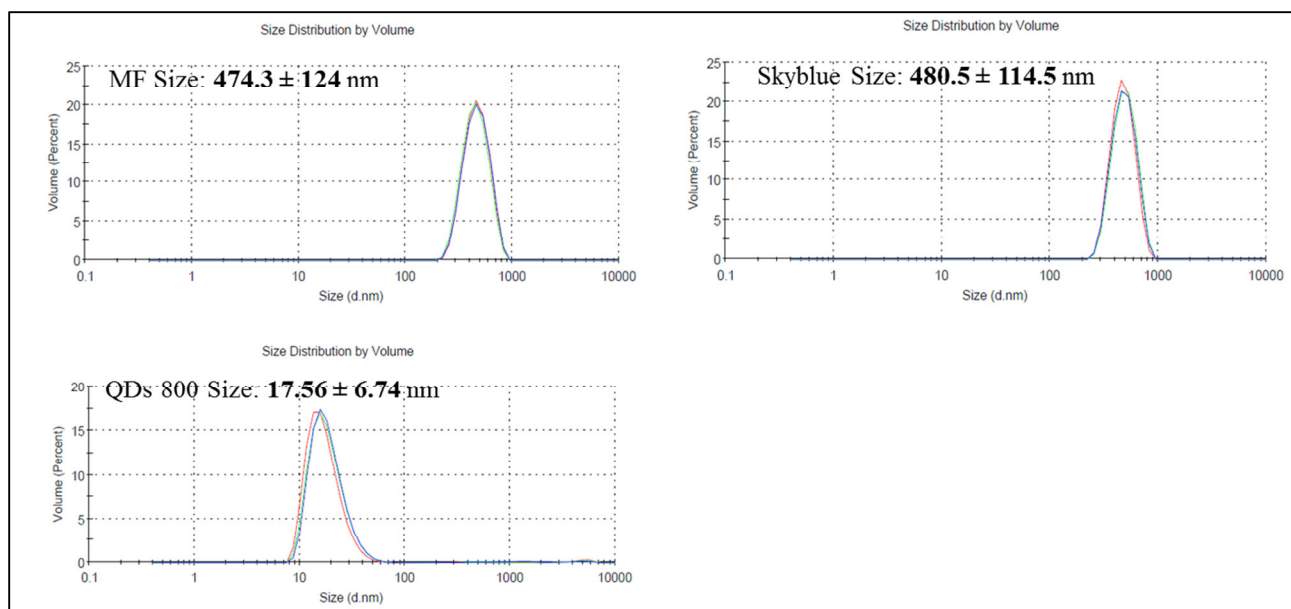 Size Distribution by Volume
MF Size: 474.3 ± 124 nm
25
20
15
10
5
0
Volume (Percent)
0.1 1 10 100 1000 10000
Size (d.nm)
Size Distribution by Volume
Skyblue Size: 480.5 ± 114.5 nm
25
20
15
10
5
0
Volume (Percent)
0.1 1 10 100 1000 10000
Size (d.nm)
Size Distribution by Volume
QDs 800 Size: 17.56 ± 6.74 nm
20
15
10
5
0
Volume (Percent)
0.1 1 10 100 1000 10000
Size (d.nm)